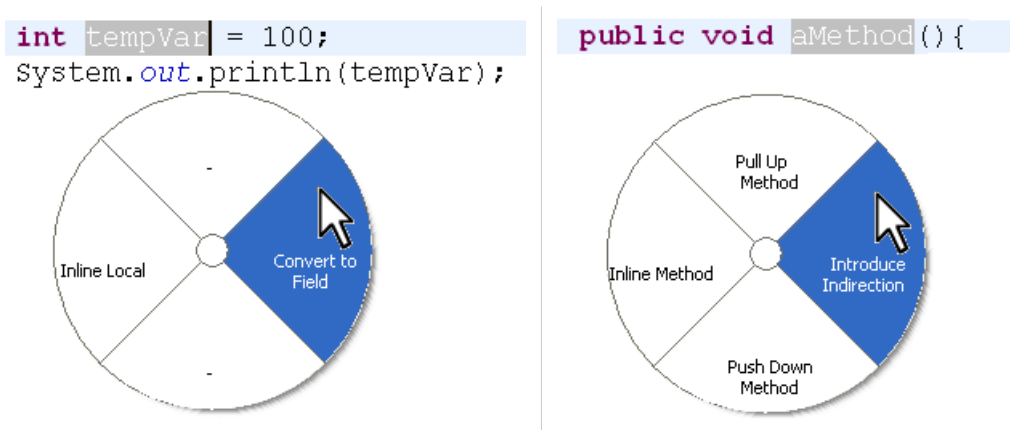 int tempVar = 100;
System.out.println(tempVar);
-
Inline Local
Convert to
Field
-
public void aMethod(){
Pull Up
Method
Inline Method
Introduce
Indirection
Push Down
Method